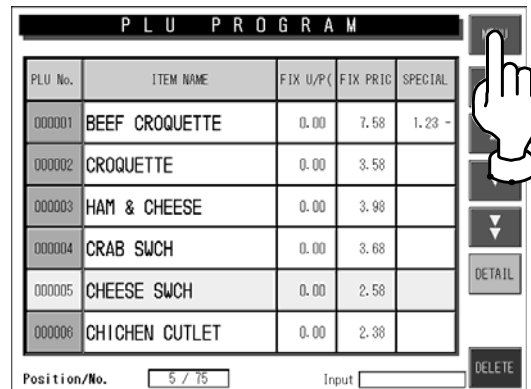 PLU PROGRAM
PLU No. ITEM NAME FIX U/P( FIX PRIC SPECIAL
000001 BEEF CROQUETTE 0.00 7.58 1.23 -
000002 CROQUETTE 0.00 3.58
000003 HAM & CHEESE 0.00 3.98
000004 CRAB SWCH 0.00 3.68
000005 CHEESE SWCH 0.00 2.58
000006 CHICHEN CUTLET 0.00 2.38
DETAIL
DELETE
Position/No. 5 / 75 Input